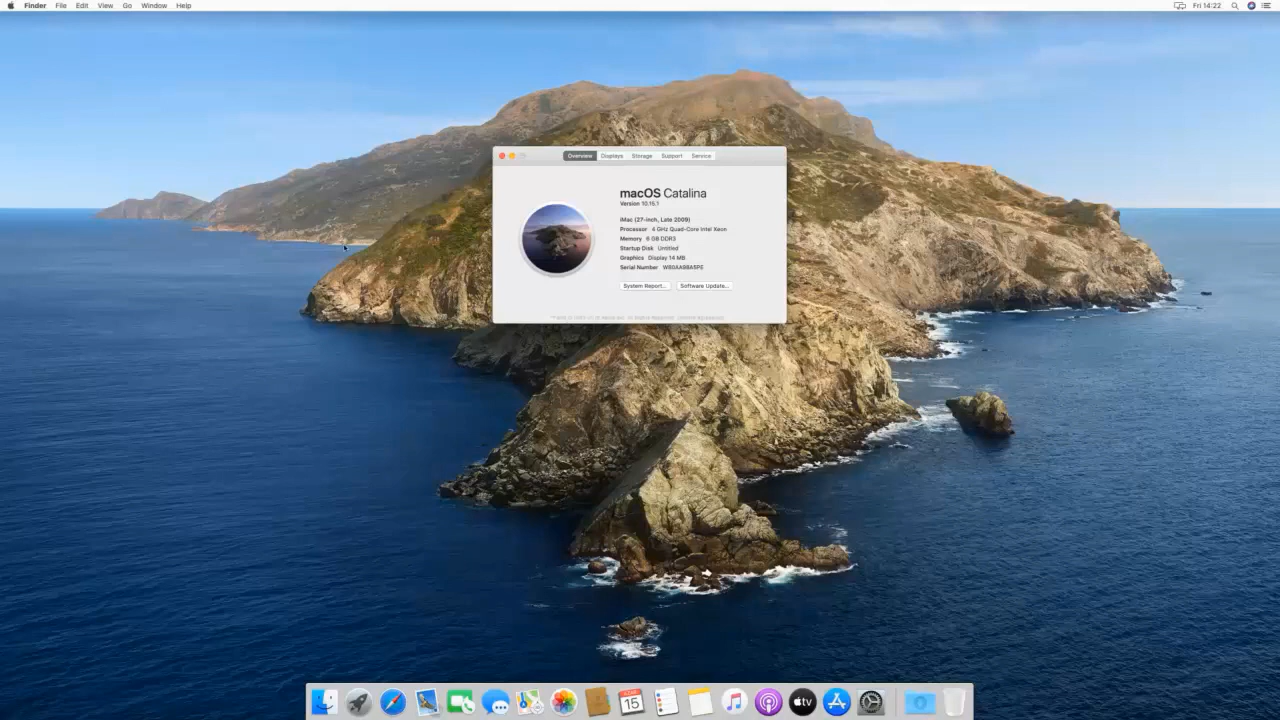 Finder File Edit View Go Window Help
Fri 14:22
Overview Displays Storage Support Service
macOS Catalina
Version 10.15.1
iMac (27-inch, Late 2009)
Processor 4 GHz Quad-Core Intel Xeon
Memory 6 GB DDR3
Startup Disk Untitled
Graphics Display 14 MB
Serial Number W80AA98A5PE
System Report... Software Update...
15
tv